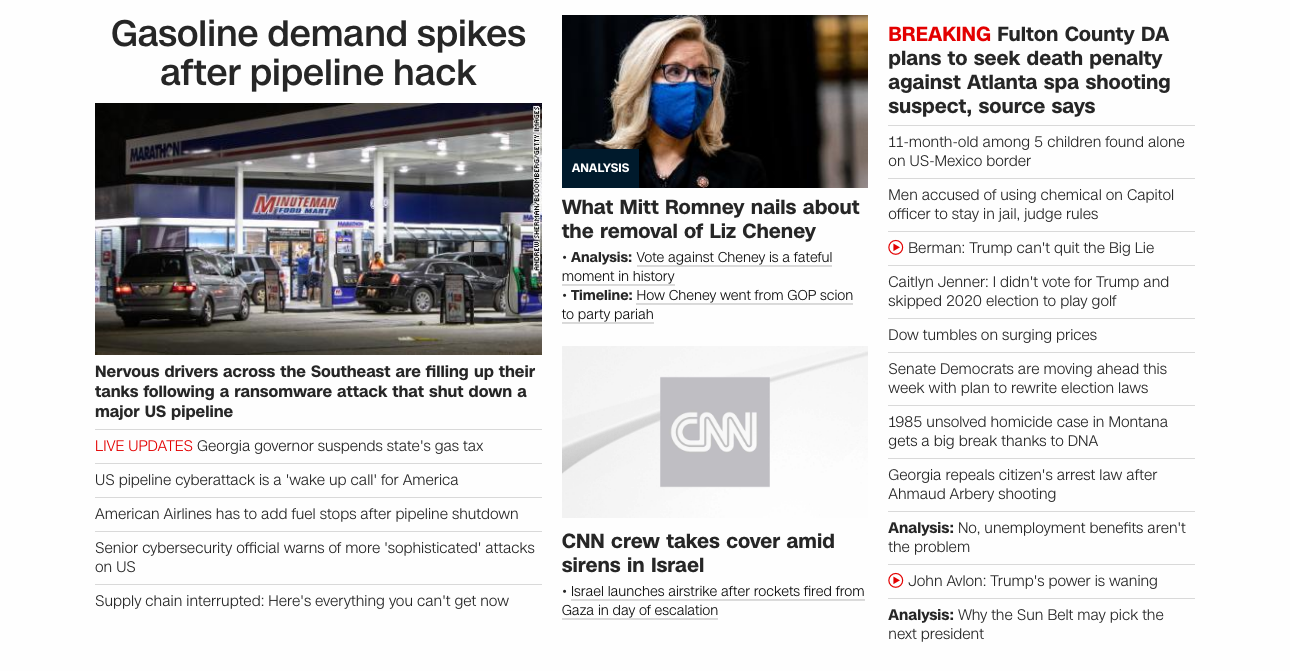 Gasoline demand spikes
after pipeline hack
MARATHON
MINUTEMAN
FOOD MART
ANDREW SHERMAN/BLOOMBERG/GETTY IMAGES
Nervous drivers across the Southeast are filling up their
tanks following a ransomware attack that shut down a
major US pipeline
LIVE UPDATES Georgia governor suspends state's gas tax
US pipeline cyberattack is a 'wake up call' for America
American Airlines has to add fuel stops after pipeline shutdown
Senior cybersecurity official warns of more 'sophisticated' attacks
on US
Supply chain interrupted: Here's everything you can't get now
ANALYSIS
What Mitt Romney nails about
the removal of Liz Cheney
• Analysis: Vote against Cheney is a fateful
moment in history
• Timeline: How Cheney went from GOP scion
to party pariah
CNN
CNN crew takes cover amid
sirens in Israel
• Israel launches airstrike after rockets fired from
Gaza in day of escalation
BREAKING Fulton County DA
plans to seek death penalty
against Atlanta spa shooting
suspect, source says
11-month-old among 5 children found alone
on US-Mexico border
Men accused of using chemical on Capitol
officer to stay in jail, judge rules
Berman: Trump can't quit the Big Lie
Caitlyn Jenner: I didn't vote for Trump and
skipped 2020 election to play golf
Dow tumbles on surging prices
Senate Democrats are moving ahead this
week with plan to rewrite election laws
1985 unsolved homicide case in Montana
gets a big break thanks to DNA
Georgia repeals citizen's arrest law after
Ahmaud Arbery shooting
Analysis: No, unemployment benefits aren't
the problem
John Avlon: Trump's power is waning
Analysis: Why the Sun Belt may pick the
next president